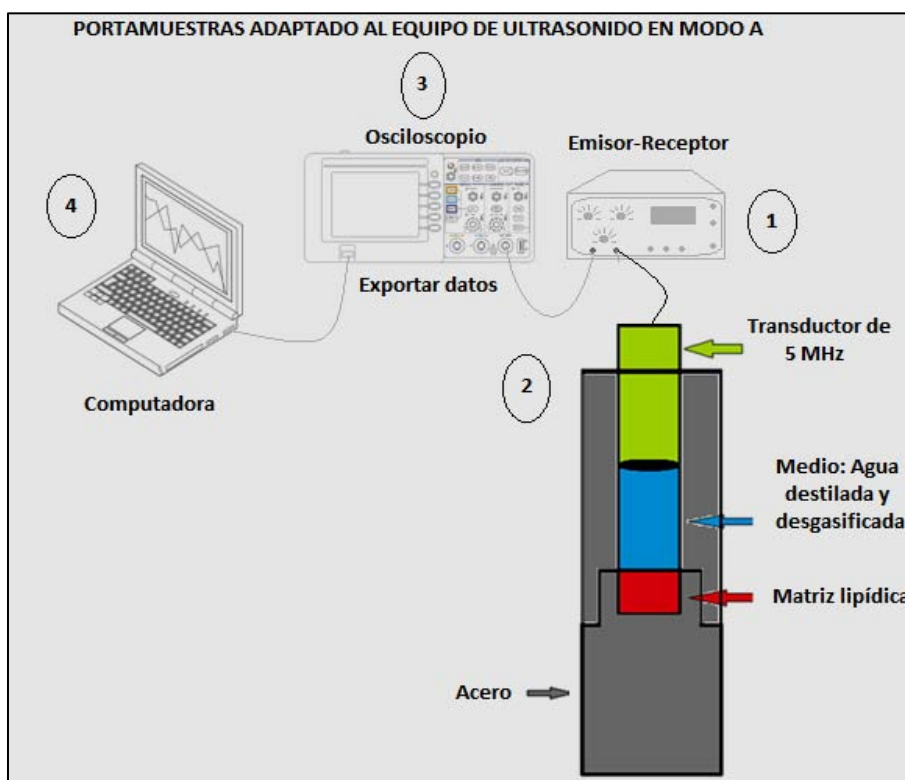 PORTAMUESTRAS ADAPTADO AL EQUIPO DE ULTRASONIDO EN MODO A
3
Osciloscopio
Emisor-Receptor
4
1
Exportar datos
Transductor de
5 MHz
2
Computadora
Medio: Agua
destilada y
desgasificada
Matriz lipídica
Acero